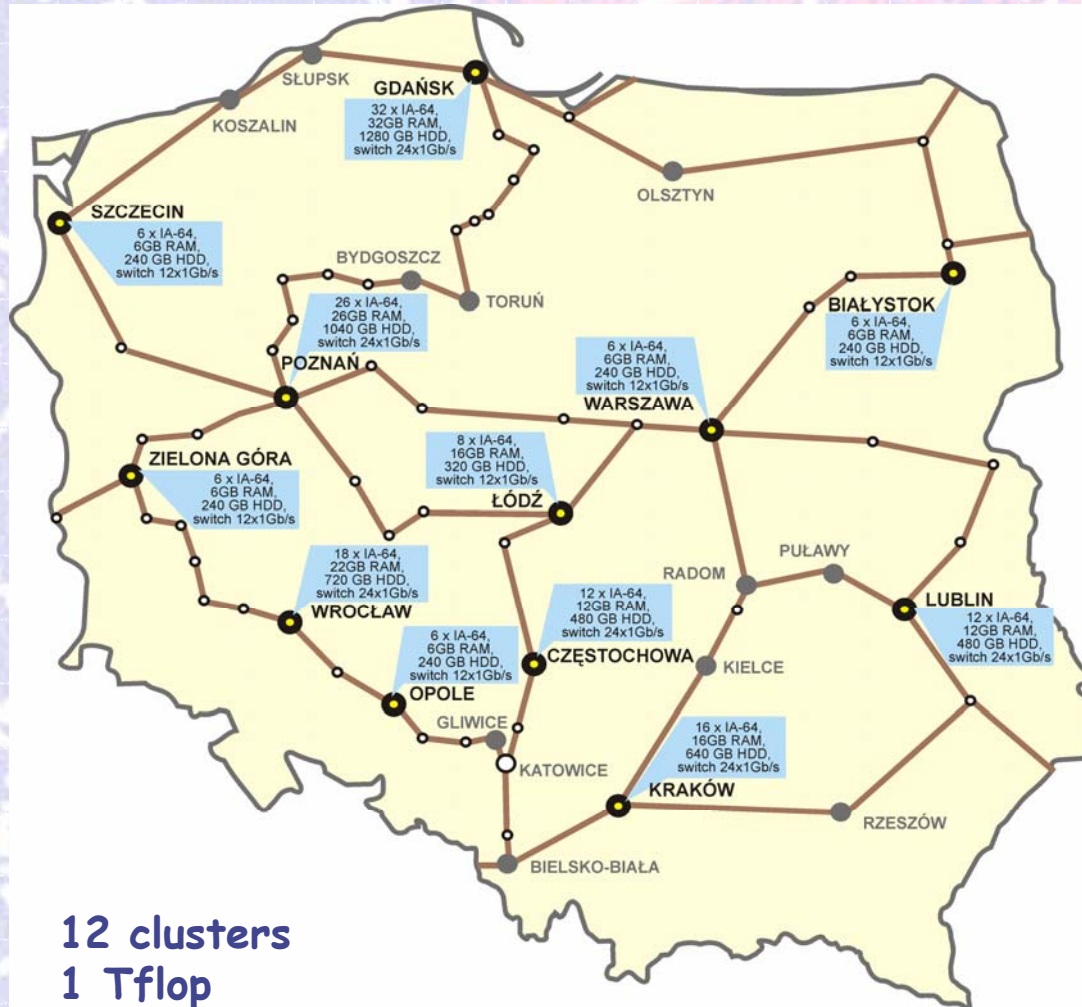 SŁUPSK
GDAŃSK
32 x IA-64,
32GB RAM,
1280 GB HDD,
switch 24x1Gb/s
KOSZALIN
OLSZTYN
SZCZECIN
6 x IA-64,
6GB RAM,
240 GB HDD,
switch 12x1Gb/s
BYDGOSZCZ
TORUŃ
BIAŁYSTOK
6 x IA-64,
6GB RAM,
240 GB HDD,
switch 12x1Gb/s
26 x IA-64,
26GB RAM,
1040 GB HDD,
switch 24x1Gb/s
POZNAŃ
6 x IA-64,
6GB RAM,
240 GB HDD,
switch 12x1Gb/s
WARSZAWA
ZIELONA GÓRA
6 x IA-64,
6GB RAM,
240 GB HDD,
switch 12x1Gb/s
8 x IA-64,
16GB RAM,
320 GB HDD,
switch 12x1Gb/s
ŁÓDŹ
18 x IA-64,
22GB RAM,
720 GB HDD,
switch 24x1Gb/s
WROCŁAW
RADOM
PUŁAWY
LUBLIN
12 x IA-64,
12GB RAM,
480 GB HDD,
switch 24x1Gb/s
12 x IA-64,
12GB RAM,
480 GB HDD,
switch 24x1Gb/s
CZĘSTOCHOWA
KIELCE
6 x IA-64,
6GB RAM,
240 GB HDD,
switch 12x1Gb/s
OPOLE
GLIWICE
KATOWICE
16 x IA-64,
16GB RAM,
640 GB HDD,
switch 24x1Gb/s
KRAKÓW
RZESZÓW
BIELSKO-BIAŁA
12 clusters
1 Tflop